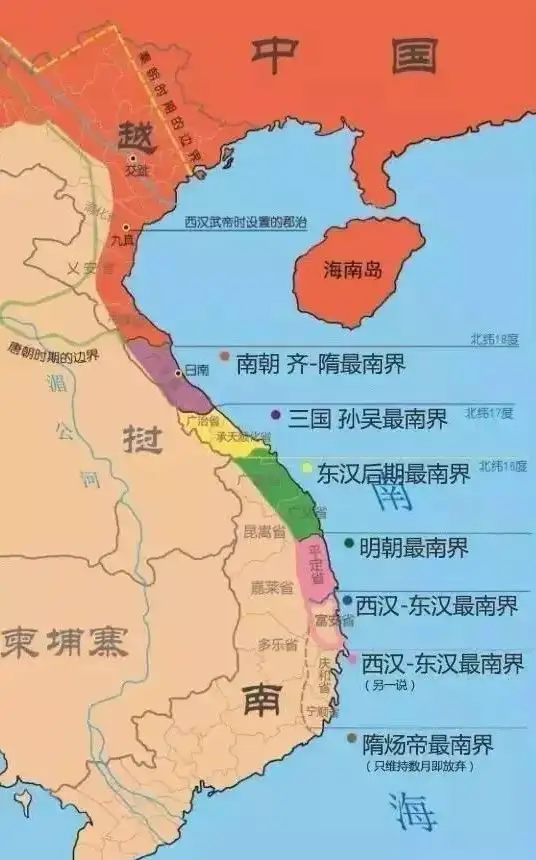 中国
秦朝时期的边界
越
交趾
西汉武帝时设置的郡治
九真
海南岛
义安省
北纬18度
唐朝时期的边界
日南
南朝 齐-隋最南界
湄公河
三国 孙吴最南界
北纬17度
广治省
承天顺化省
挝
东汉后期最南界
北纬16度
南
昆嵩省
明朝最南界
平定省
嘉莱省
西汉-东汉最南界
富安省
柬埔寨
多乐省
西汉-东汉最南界
(另一说)
庆和省
南
宁顺省
隋炀帝最南界
(只维持数月即放弃)
海